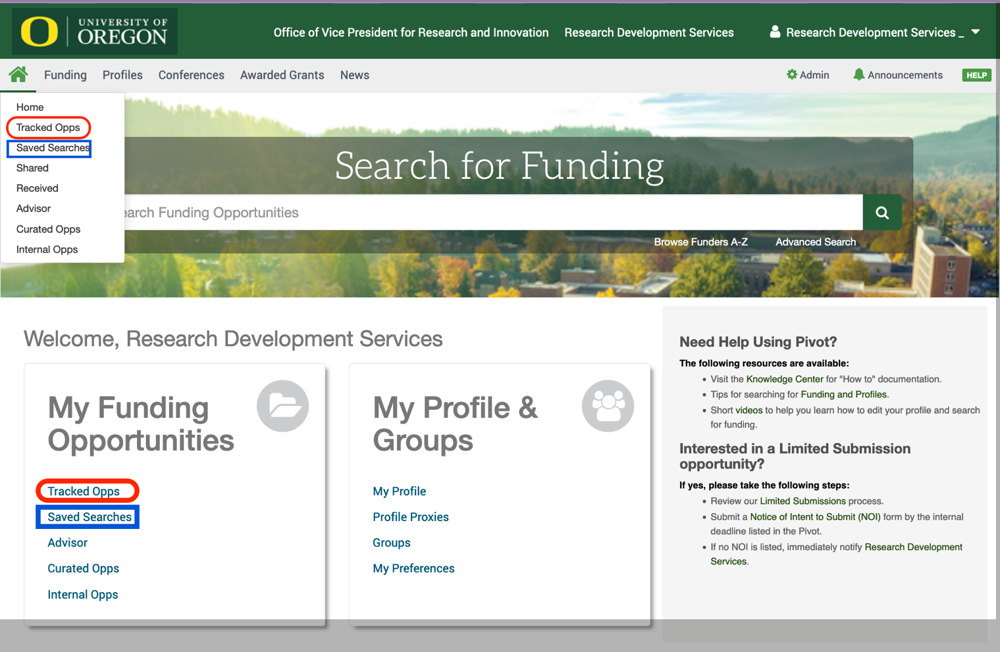 UNIVERSITY OF
OREGON
Office of Vice President for Research and Innovation
Research Development Services
Research Development Services _
Funding
Profiles
Conferences
Awarded Grants
News
Admin
Announcements
HELP
Home
Tracked Opps
Saved Searches
Shared
Received
Advisor
Curated Opps
Internal Opps
Search for Funding
earch Funding Opportunities
Browse Funders A-Z
Advanced Search
Welcome, Research Development Services
My Funding
Opportunities
Tracked Opps
Saved Searches
Advisor
Curated Opps
Internal Opps
My Profile &
Groups
My Profile
Profile Proxies
Groups
My Preferences
Need Help Using Pivot?
The following resources are available:
• Visit the Knowledge Center for "How to" documentation.
• Tips for searching for Funding and Profiles.
• Short videos to help you learn how to edit your profile and search
for funding.
Interested in a Limited Submission
opportunity?
If yes, please take the following steps:
• Review our Limited Submissions process.
• Submit a Notice of Intent to Submit (NOI) form by the internal
deadline listed in the Pivot.
• If no NOI is listed, immediately notify Research Development
Services.